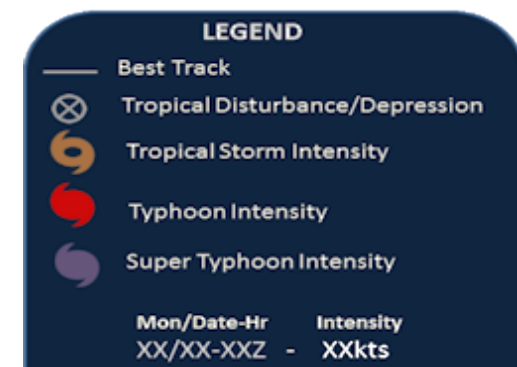 LEGEND
Best Track
Tropical Disturbance/Depression
Tropical Storm Intensity
Typhoon Intensity
Super Typhoon Intensity
Mon/Date-Hr Intensity
XX/XX-XXZ - XXkts